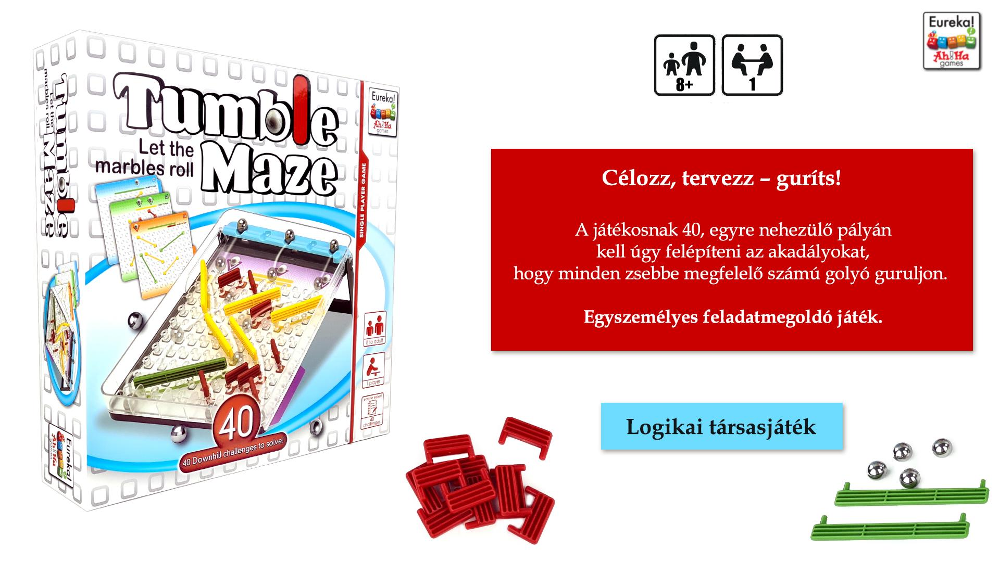 Tumble
Maze
Let the
marbles roll
Tumble
Maze
Let the
marbles roll
Eureka!
Ah!Ha
games
SINGLE PLAYER GAME
8 to adult
1 player
easy to expert
40
challenges
40
40 Downhill challenges to solve!
Eureka!
Ah!Ha
games
8+
1
Eureka!
Ah!Ha
games
Célozz, tervezz – guríts!
A játékosnak 40, egyre nehezülő pályán
kell úgy felépíteni az akadályokat,
hogy minden zsebbe megfelelő számú golyó guruljon.
Egyszemélyes feladatmegoldó játék.
Logikai társasjáték